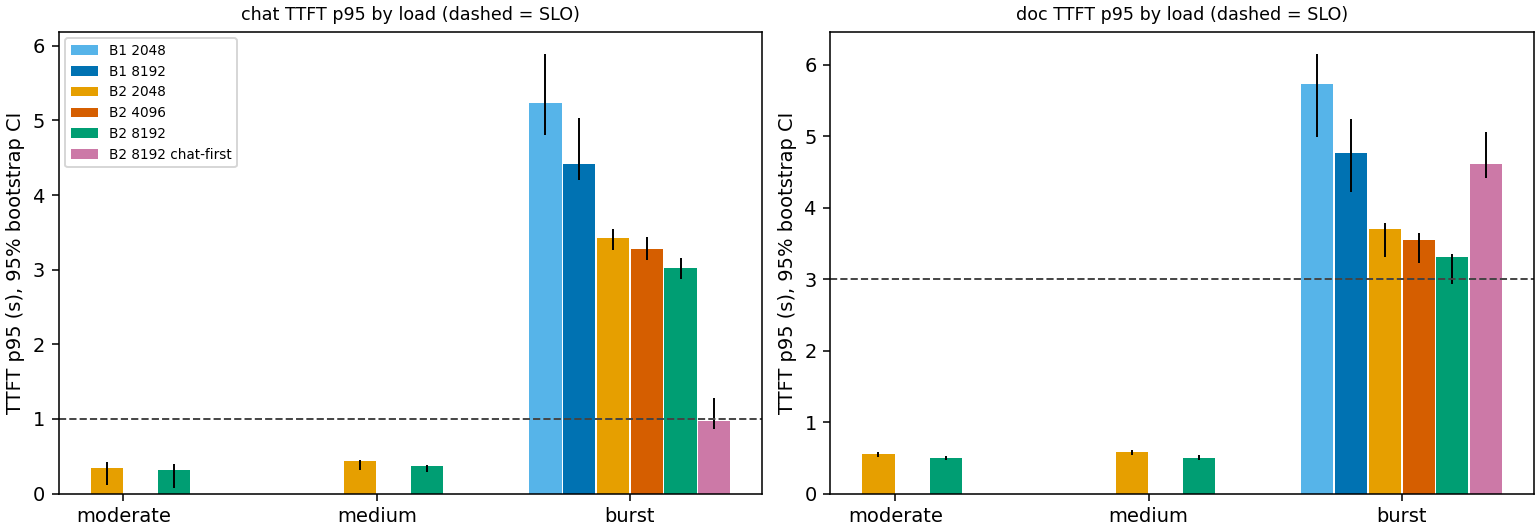 chat TTFT p95 by load (dashed = SLO)
TTFT p95 (s), 95% bootstrap CI
6
5
4
3
2
1
0
B1 2048
B1 8192
B2 2048
B2 4096
B2 8192
B2 8192 chat-first
moderate
medium
burst
doc TTFT p95 by load (dashed = SLO)
TTFT p95 (s), 95% bootstrap CI
6
5
4
3
2
1
0
moderate
medium
burst